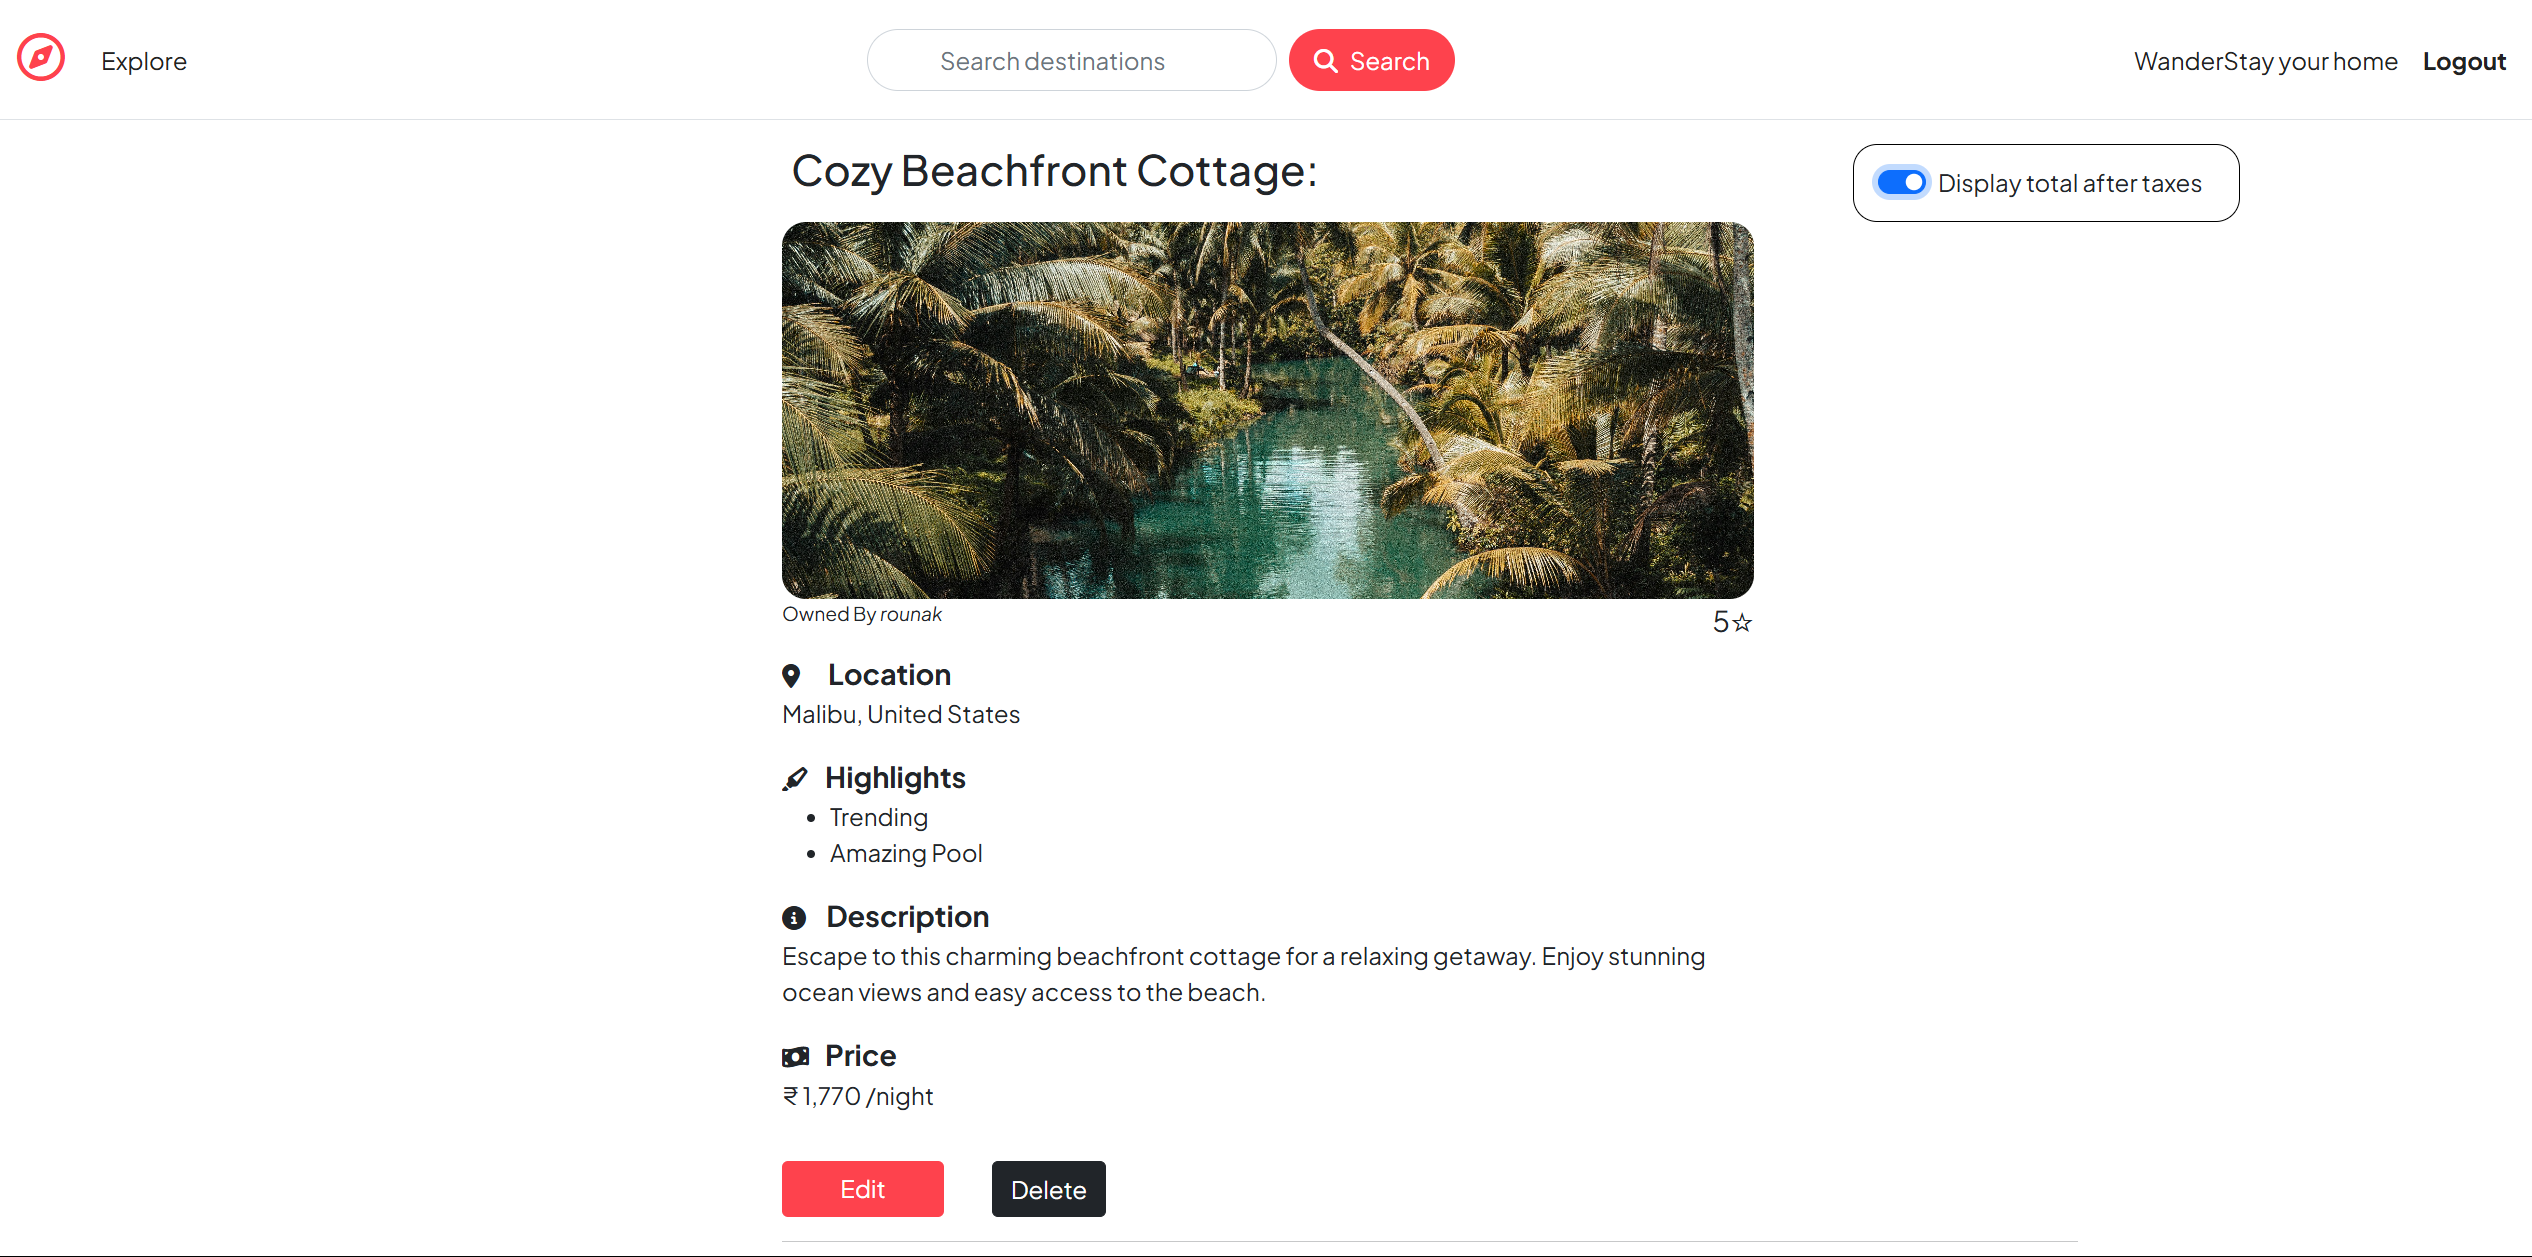 Explore
Search destinations
Search
WanderStay your home
Logout
Cozy Beachfront Cottage:
Display total after taxes
Owned By rounak
5☆
Location
Malibu, United States
Highlights
• Trending
• Amazing Pool
Description
Escape to this charming beachfront cottage for a relaxing getaway. Enjoy stunning
ocean views and easy access to the beach.
Price
₹ 1,770 /night
Edit
Delete